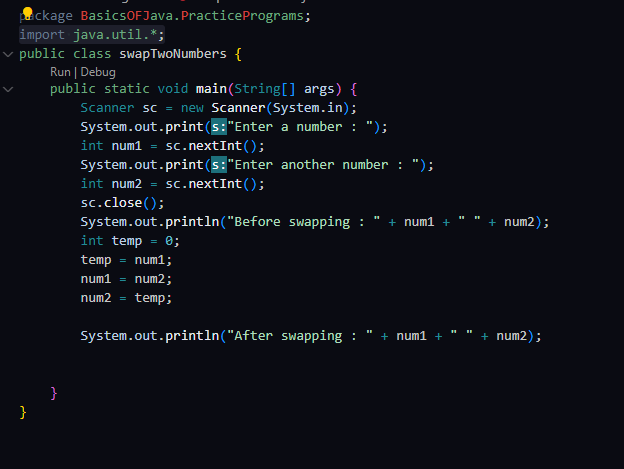 package BasicsOFJava.PracticePrograms;
import java.util.*;
public class swapTwoNumbers {
Run | Debug
public static void main(String[] args) {
Scanner sc = new Scanner(System.in);
System.out.print(s:"Enter a number : ");
int num1 = sc.nextInt();
System.out.print(s:"Enter another number : ");
int num2 = sc.nextInt();
sc.close();
System.out.println("Before swapping : " + num1 + " " + num2);
int temp = 0;
temp = num1;
num1 = num2;
num2 = temp;
System.out.println("After swapping : " + num1 + " " + num2);
}
}